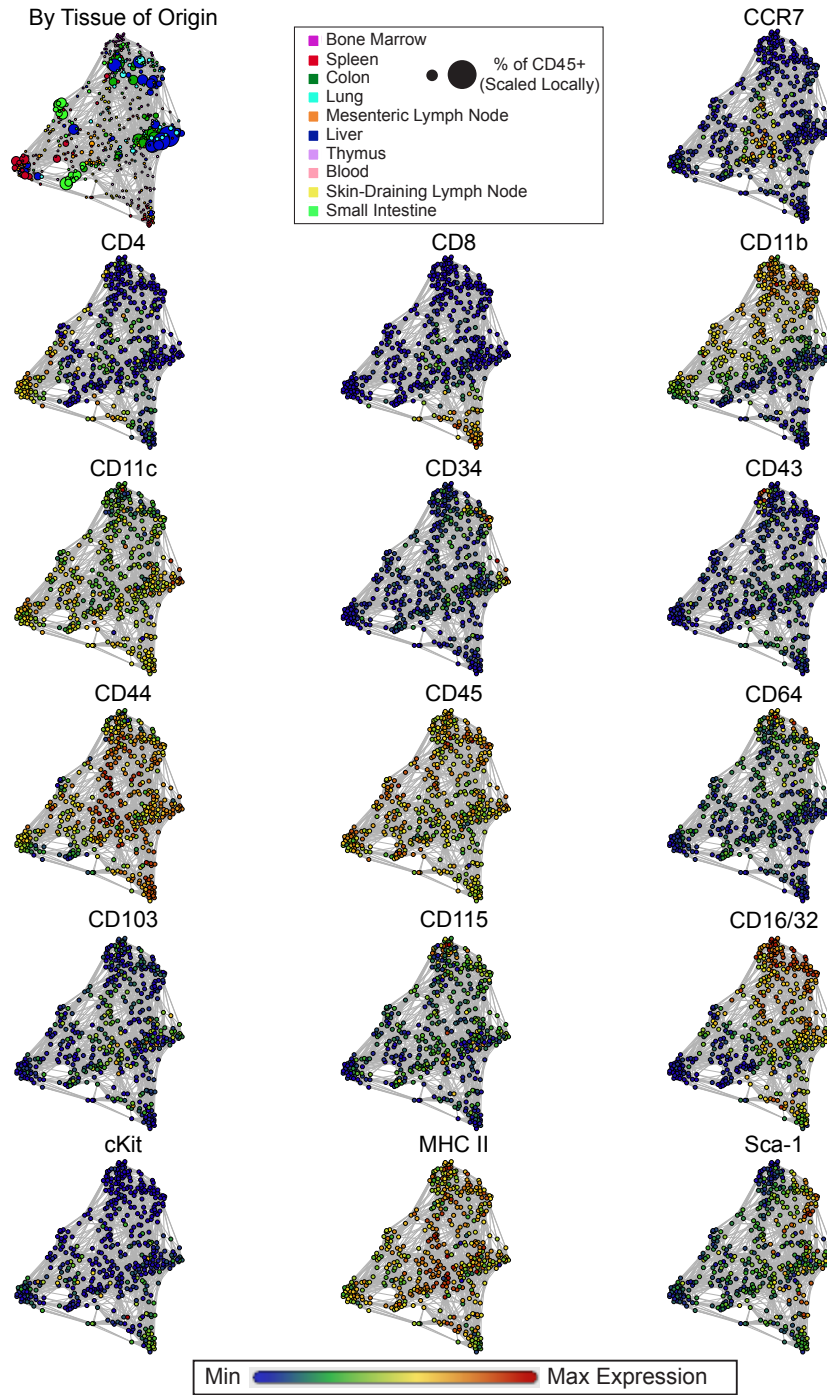 By Tissue of Origin
Bone Marrow
Spleen
Colon
Lung
Mesenteric Lymph Node
Liver
Thymus
Blood
Skin-Draining Lymph Node
Small Intestine
% of CD45+
(Scaled Locally)
CCR7
CD4
CD8
CD11b
CD11c
CD34
CD43
CD44
CD45
CD64
CD103
CD115
CD16/32
cKit
MHC II
Sca-1
Min
Max Expression